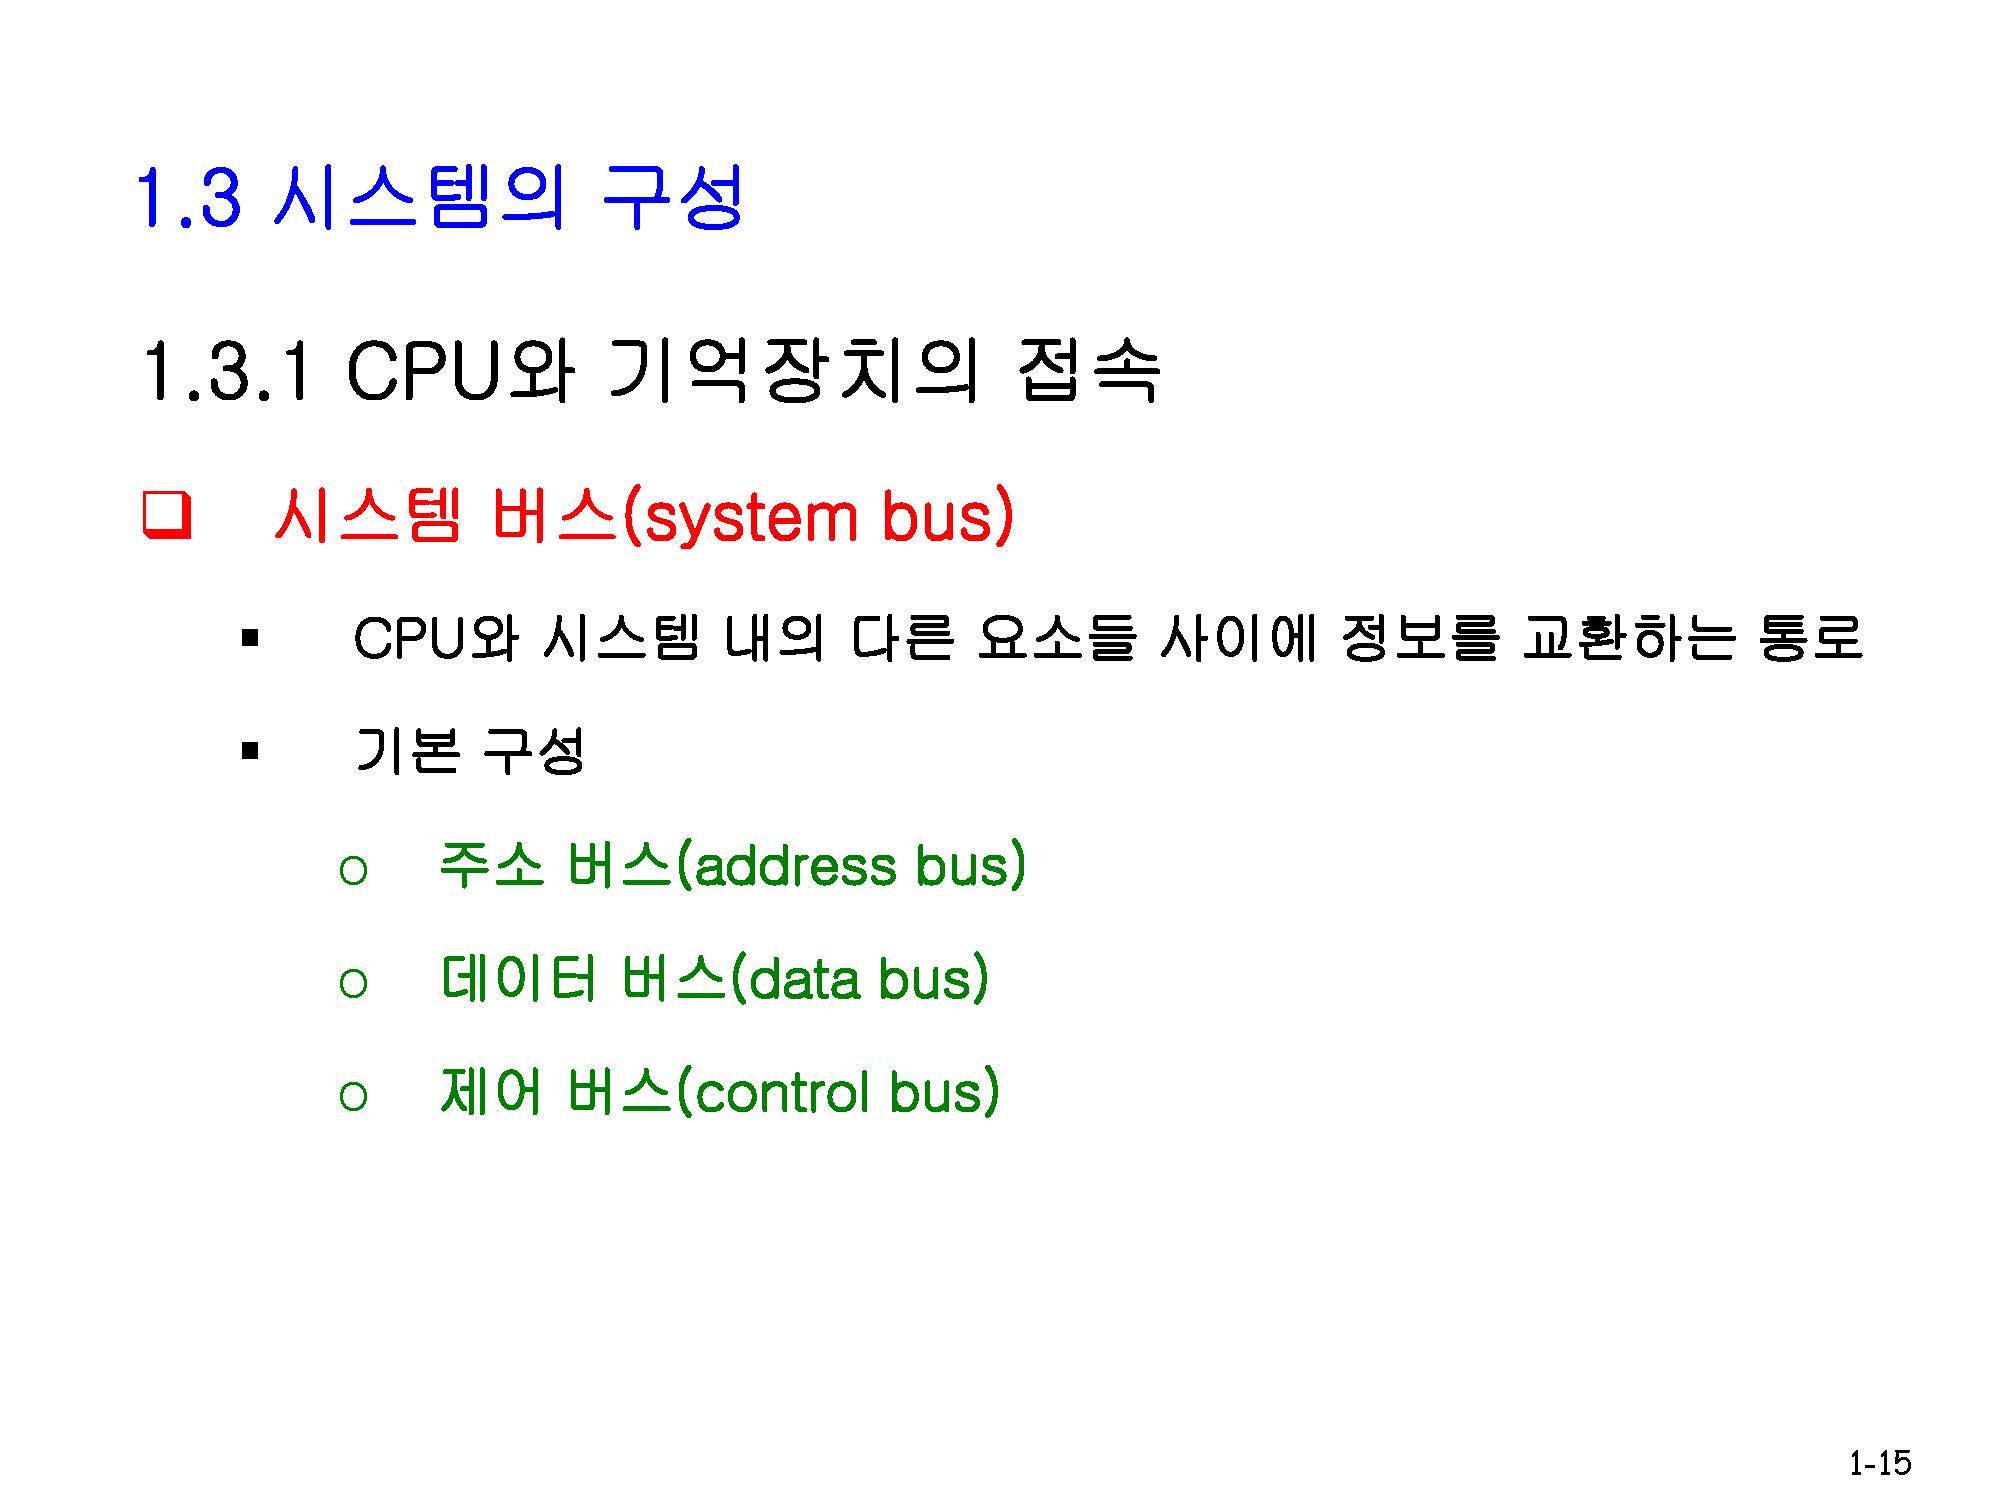 1.3 시스템의 구성
1.3.1 CPU와 기억장치의 접속
❑ 시스템 버스(system bus)
▪ CPU와 시스템 내의 다른 요소들 사이에 정보를 교환하는 통로
▪ 기본 구성
○ 주소 버스(address bus)
○ 데이터 버스(data bus)
○ 제어 버스(control bus)
1-15